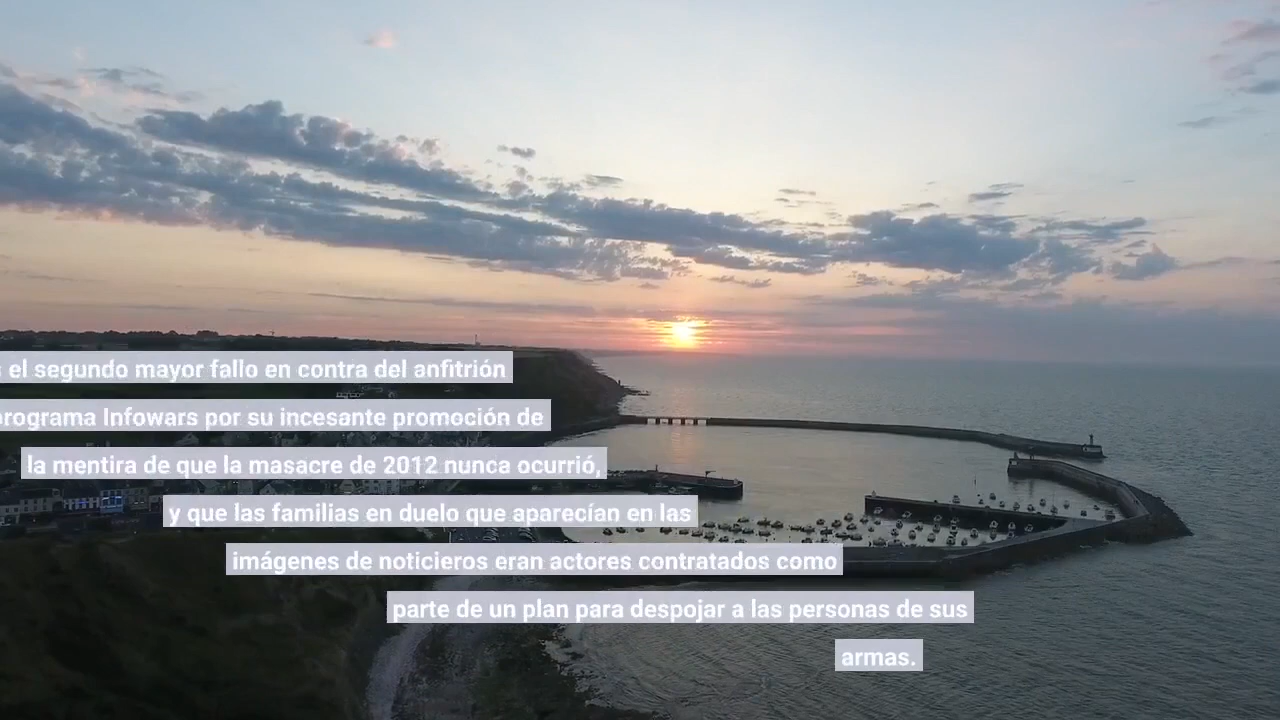 el segundo mayor fallo en contra del anfitrión
programa Infowars por su incesante promoción de
la mentira de que la masacre de 2012 nunca ocurrió,
y que las familias en duelo que aparecían en las
imágenes de noticieros eran actores contratados como
parte de un plan para despojar a las personas de sus
armas.